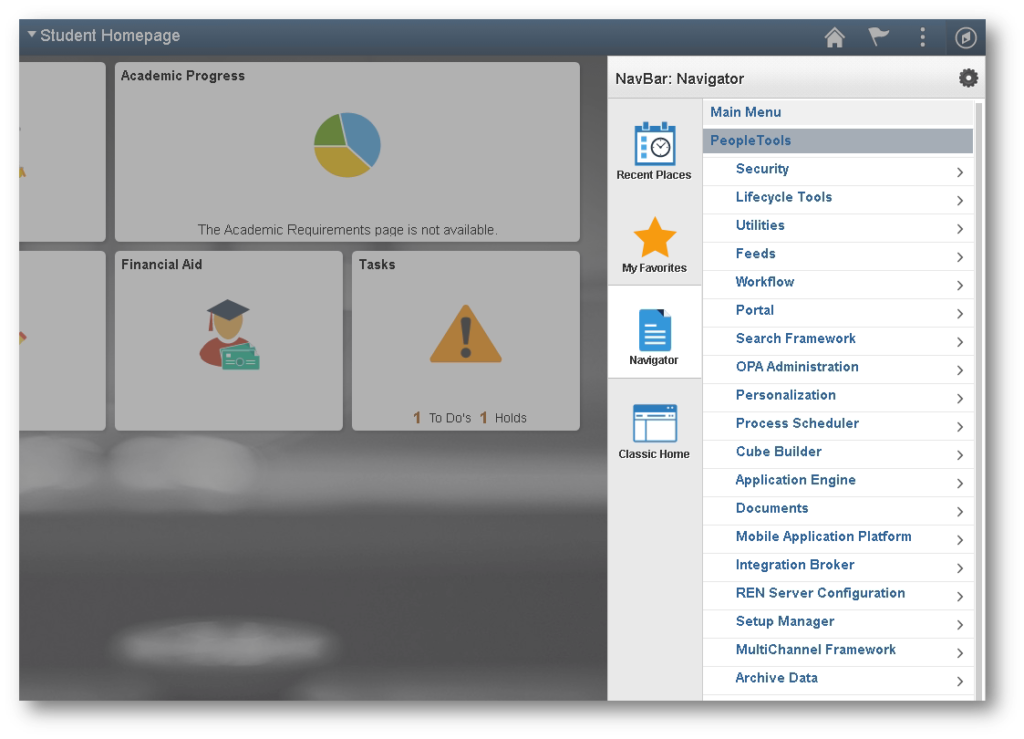 Student Homepage
Academic Progress
The Academic Requirements page is not available.
Financial Aid
Tasks
1 To Do's 1 Holds
NavBar: Navigator
Recent Places
My Favorites
Navigator
Classic Home
Main Menu
PeopleTools
Security
Lifecycle Tools
Utilities
Feeds
Workflow
Portal
Search Framework
OPA Administration
Personalization
Process Scheduler
Cube Builder
Application Engine
Documents
Mobile Application Platform
Integration Broker
REN Server Configuration
Setup Manager
MultiChannel Framework
Archive Data